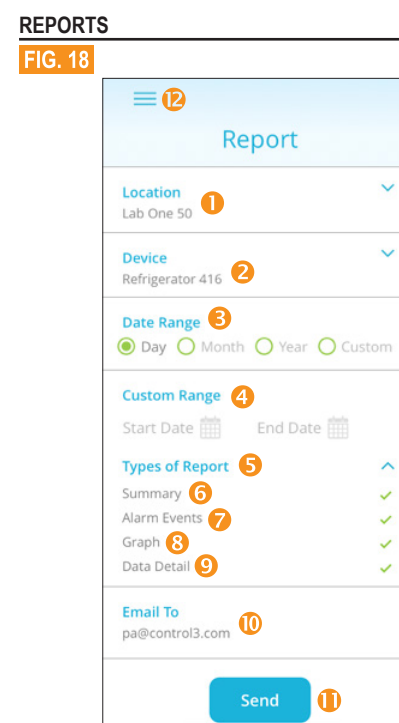 REPORTS
FIG. 18
12
Report
Location 1
Lab One 50
Device
Refrigerator 416 2
Date Range 3
Day Month Year Custom
Custom Range 4
Start Date End Date
Types of Report 5
Summary 6
Alarm Events 7
Graph 8
Data Detail 9
Email To
pa@control3.com 10
Send 11